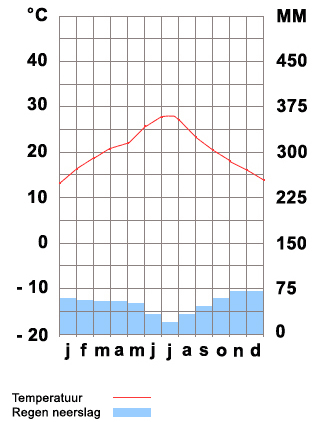 °C MM
40 450
30 375
20 300
10 225
0 150
- 10 75
- 20 0
j f m a m j j a s o n d
Temperatuur
Regen neerslag